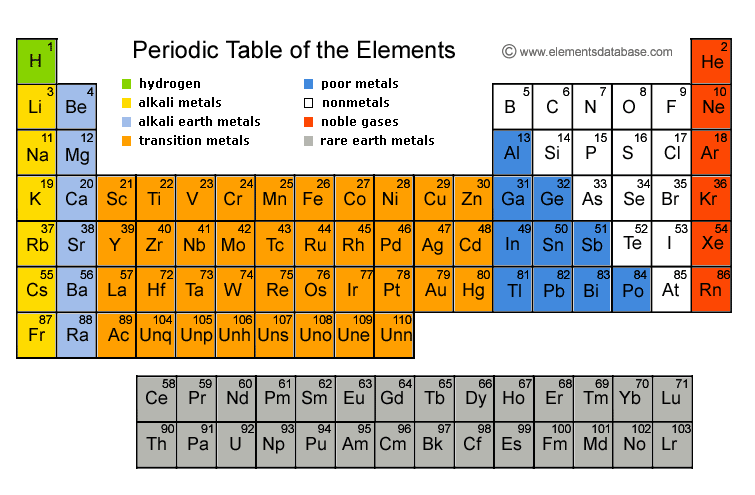 Periodic Table of the Elements
© www.elementsdatabase.com
hydrogen poor metals
alkali metals nonmetals
alkali earth metals noble gases
transition metals rare earth metals
1 2
H He
3 4 5 6 7 8 9 10
Li Be B C N O F Ne
11 12 13 14 15 16 17 18
Na Mg Al Si P S Cl Ar
19 20 21 22 23 24 25 26 27 28 29 30 31 32 33 34 35 36
K Ca Sc Ti V Cr Mn Fe Co Ni Cu Zn Ga Ge As Se Br Kr
37 38 39 40 41 42 43 44 45 46 47 48 49 50 51 52 53 54
Rb Sr Y Zr Nb Mo Tc Ru Rh Pd Ag Cd In Sn Sb Te I Xe
55 56 57 72 73 74 75 76 77 78 79 80 81 82 83 84 85 86
Cs Ba La Hf Ta W Re Os Ir Pt Au Hg Tl Pb Bi Po At Rn
87 88 89 104 105 106 107 108 109 110
Fr Ra Ac Unq Unp Unh Uns Uno Une Unn
58 59 60 61 62 63 64 65 66 67 68 69 70 71
Ce Pr Nd Pm Sm Eu Gd Tb Dy Ho Er Tm Yb Lu
90 91 92 93 94 95 96 97 98 99 100 101 102 103
Th Pa U Np Pu Am Cm Bk Cf Es Fm Md No Lr